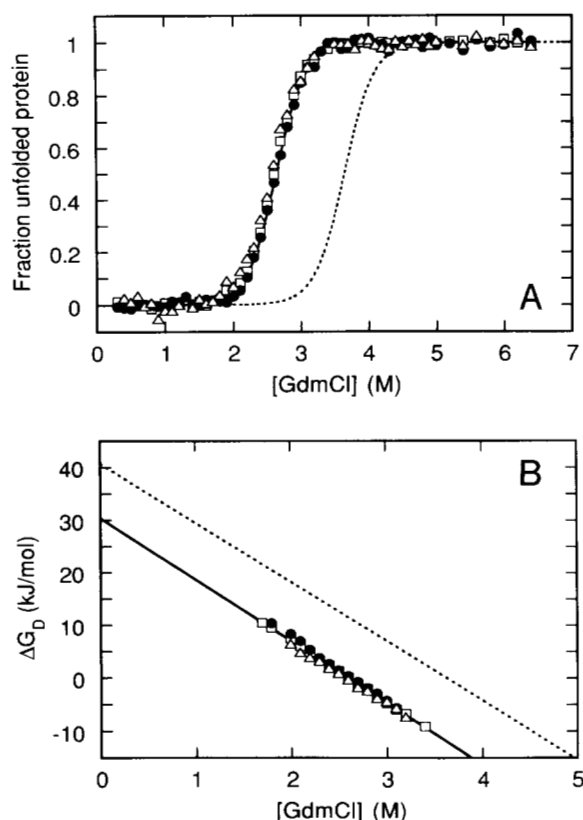 Fraction unfolded protein
1
0.8
0.6
0.4
0.2
0
A
0 1 2 3 4 5 6 7
[GdmCl] (M)
B
ΔG_D (kJ/mol)
40
30
20
10
0
-10
0 1 2 3 4 5
[GdmCl] (M)